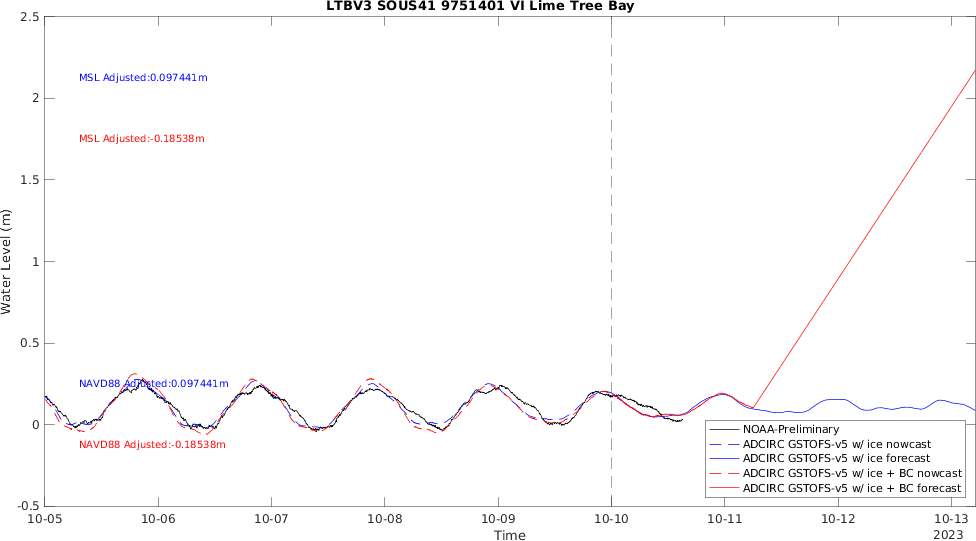 LTBV3 SOUS41 9751401 VI Lime Tree Bay
2.5
2
1.5
1
0.5
0
-0.5
Water Level (m)
MSL Adjusted:0.097441m
MSL Adjusted:-0.18538m
NAVD88 Adjusted:0.097441m
NAVD88 Adjusted:-0.18538m
NOAA-Preliminary
ADCIRC GSTOFS-v5 w/ ice nowcast
ADCIRC GSTOFS-v5 w/ ice forecast
ADCIRC GSTOFS-v5 w/ ice + BC nowcast
ADCIRC GSTOFS-v5 w/ ice + BC forecast
10-05 10-06 10-07 10-08 10-09 10-10 10-11 10-12 10-13
Time
2023